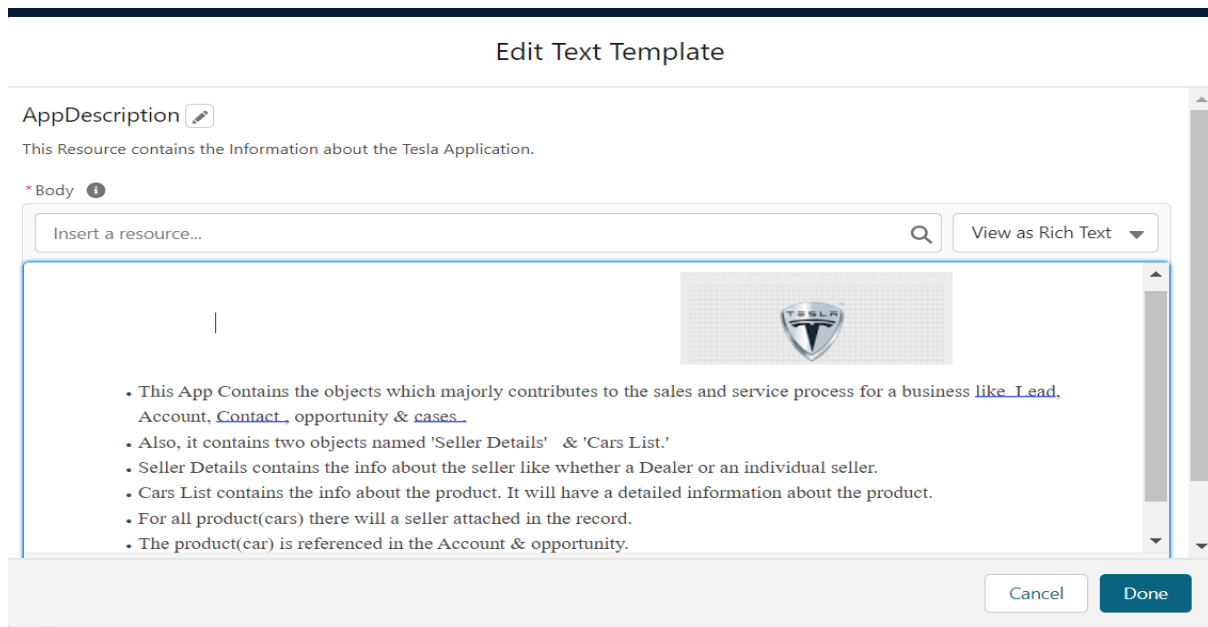 Edit Text Template
AppDescription
This Resource contains the Information about the Tesla Application.
*Body
Insert a resource...
View as Rich Text
TESLA
• This App Contains the objects which majorly contributes to the sales and service process for a business like  Lead,
Account, Contact , opportunity & cases .
• Also, it contains two objects named 'Seller Details'   & 'Cars List.'
• Seller Details contains the info about the seller like whether a Dealer or an individual seller.
• Cars List contains the info about the product. It will have a detailed information about the product.
• For all product(cars) there will a seller attached in the record.
• The product(car) is referenced in the Account & opportunity.
Cancel
Done